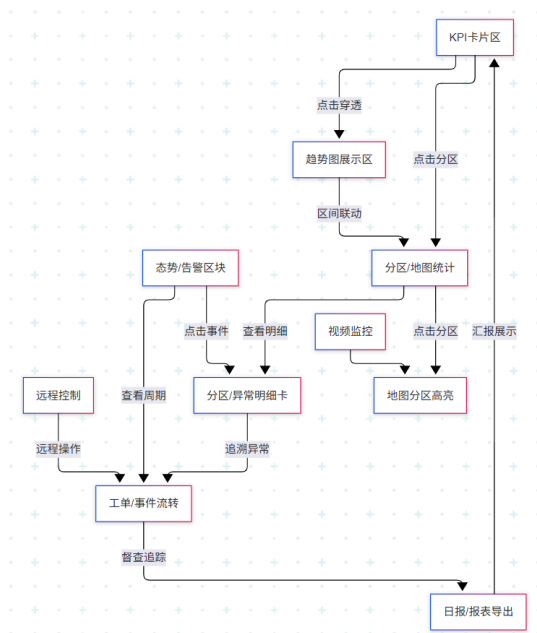 KPI卡片区
点击穿透
趋势图展示区
点击分区
区间联动
态势/告警区块
分区/地图统计
点击事件
查看明细
视频监控
点击分区
汇报展示
远程控制
查看周期
分区/异常明细卡
地图分区高亮
远程操作
追溯异常
工单/事件流转
督查追踪
日报/报表导出